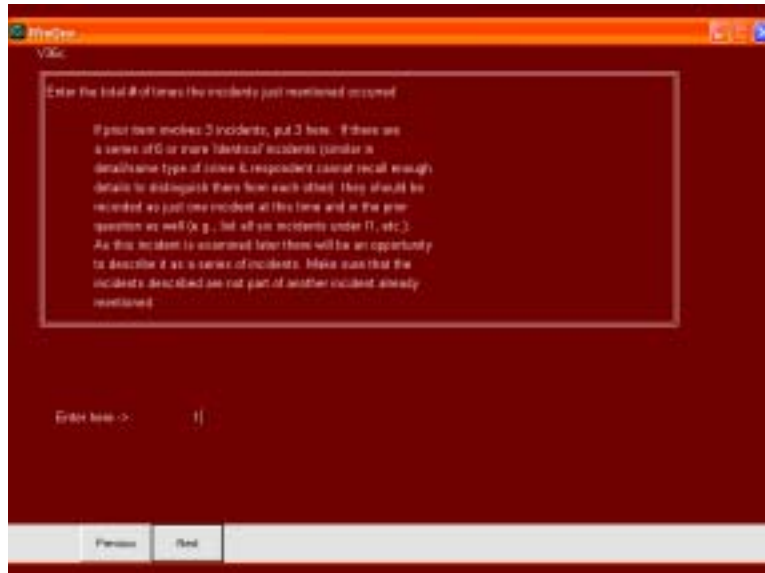 V36c.
Enter the total # of times the incidents just mentioned occurred
If prior item involves 3 incidents, put 3 here. If there are
a series of 6 or more 'identical' incidents (similar in
detail/same type of crime & respondent cannot recall enough
details to distinguish them from each other) they should be
recorded as just one incident at this time and in the prior
question as well (e.g., list all six incidents under I1, etc.).
As this incident is examined later there will be an opportunity
to describe it as a series of incidents. Make sure that the
incidents described are not part of another incident already
mentioned.
Enter here ->
1
Previous
Next